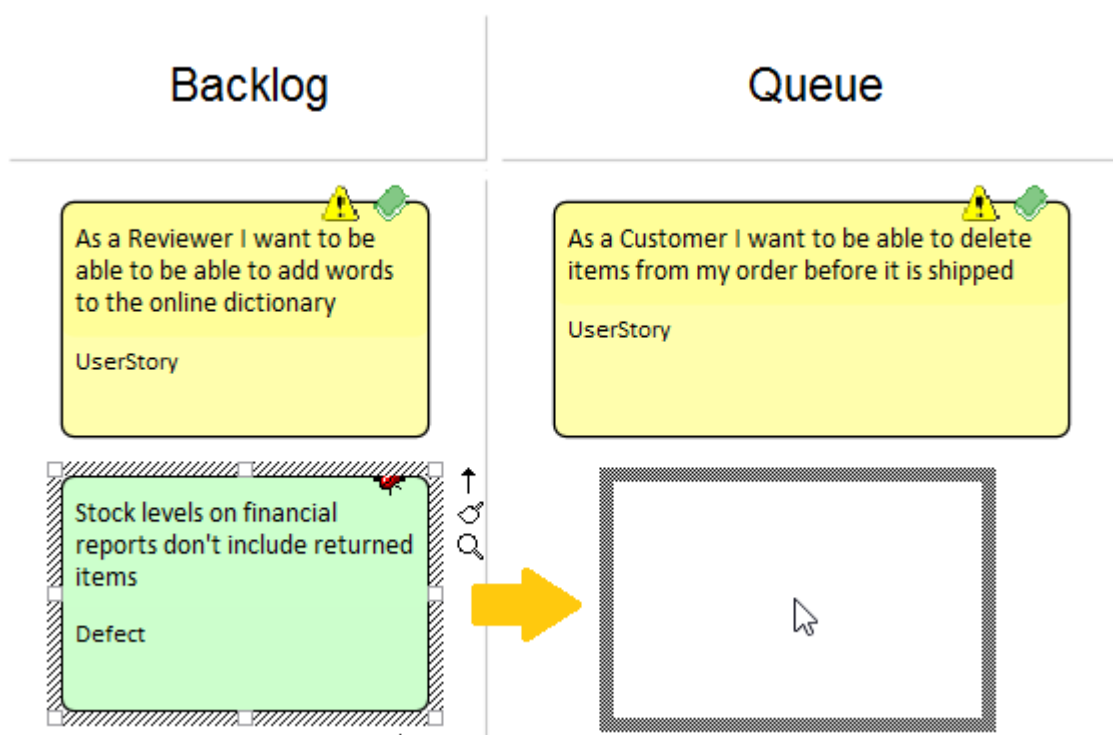 Backlog
Queue
As a Reviewer I want to be
able to be able to add words
to the online dictionary
UserStory
As a Customer I want to be able to delete
items from my order before it is shipped
UserStory
Stock levels on financial
reports don't include returned
items
Defect